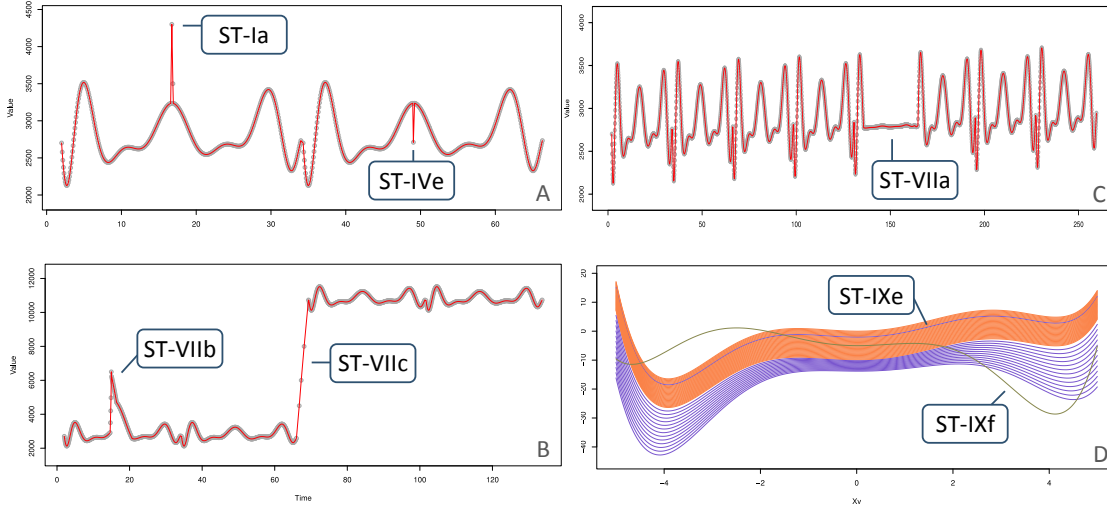 4500
4000
3500
3000
2500
2000
Value
ST-Ia
ST-IVe
A
0 10 20 30 40 50 60
4000
3500
3000
2500
2000
Value
ST-VIIa
C
0 50 100 150 200 250
12000
10000
8000
6000
4000
2000
Value
ST-VIIb
ST-VIIc
B
0 20 40 60 80 100 120
Time
20
10
0
-10
-20
-30
-40
ST-IXe
ST-IXf
D
-4 -2 0 2 4
Xv